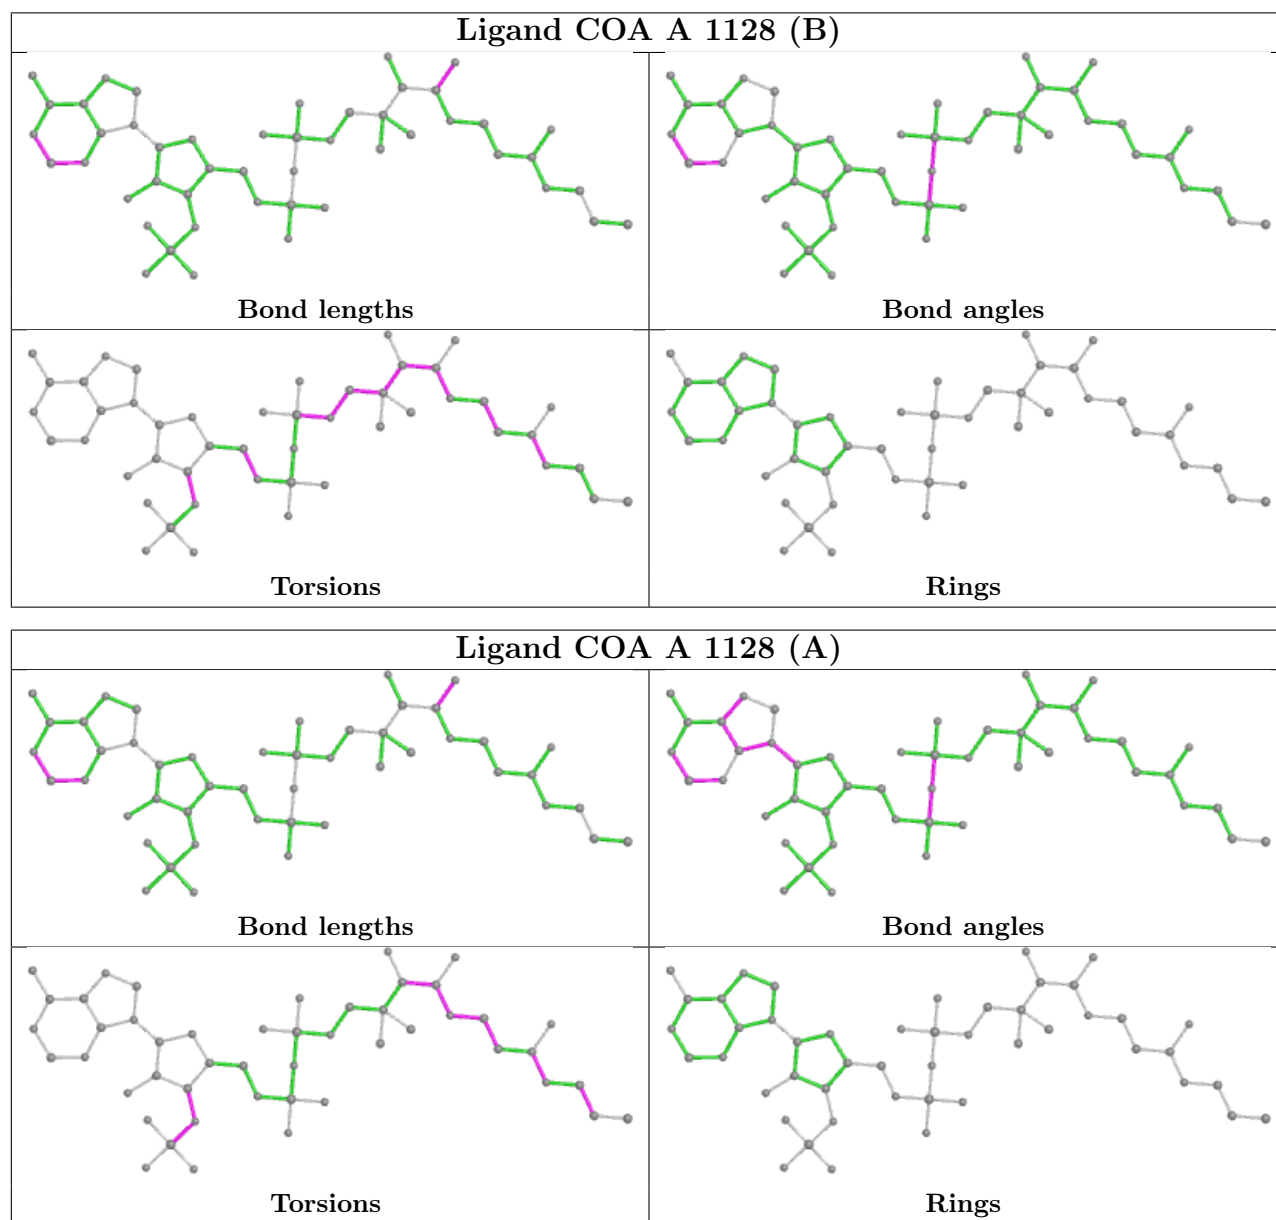 Ligand COA A 1128 (B)
Bond lengths
Bond angles
Torsions
Rings
Ligand COA A 1128 (A)
Bond lengths
Bond angles
Torsions
Rings